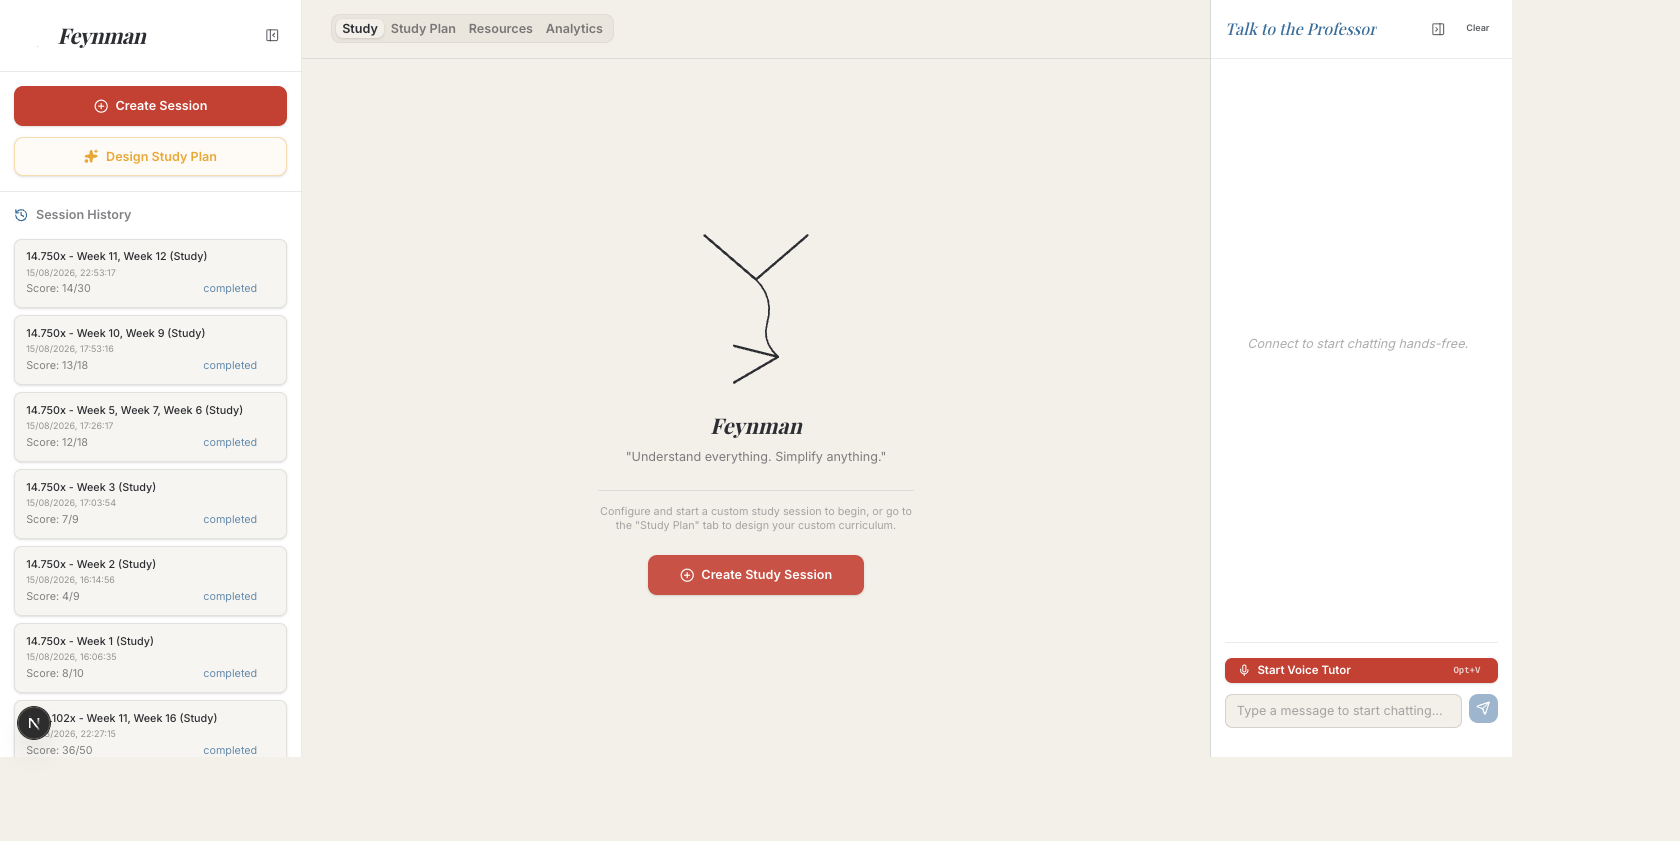 Feynman
Create Session
Design Study Plan
Session History
14.750x - Week 11, Week 12 (Study)
15/08/2026, 22:53:17
Score: 14/30 completed
14.750x - Week 10, Week 9 (Study)
15/08/2026, 17:53:16
Score: 13/18 completed
14.750x - Week 5, Week 7, Week 6 (Study)
15/08/2026, 17:26:17
Score: 12/18 completed
14.750x - Week 3 (Study)
15/08/2026, 17:03:54
Score: 7/9 completed
14.750x - Week 2 (Study)
15/08/2026, 16:14:56
Score: 4/9 completed
14.750x - Week 1 (Study)
15/08/2026, 16:06:35
Score: 8/10 completed
.102x - Week 11, Week 16 (Study)
/2026, 22:27:15
Score: 36/50 completed
N
Study Study Plan Resources Analytics
Feynman
"Understand everything. Simplify anything."
Configure and start a custom study session to begin, or go to
the "Study Plan" tab to design your custom curriculum.
Create Study Session
Talk to the Professor Clear
Connect to start chatting hands-free.
Start Voice Tutor Opt+V
Type a message to start chatting...